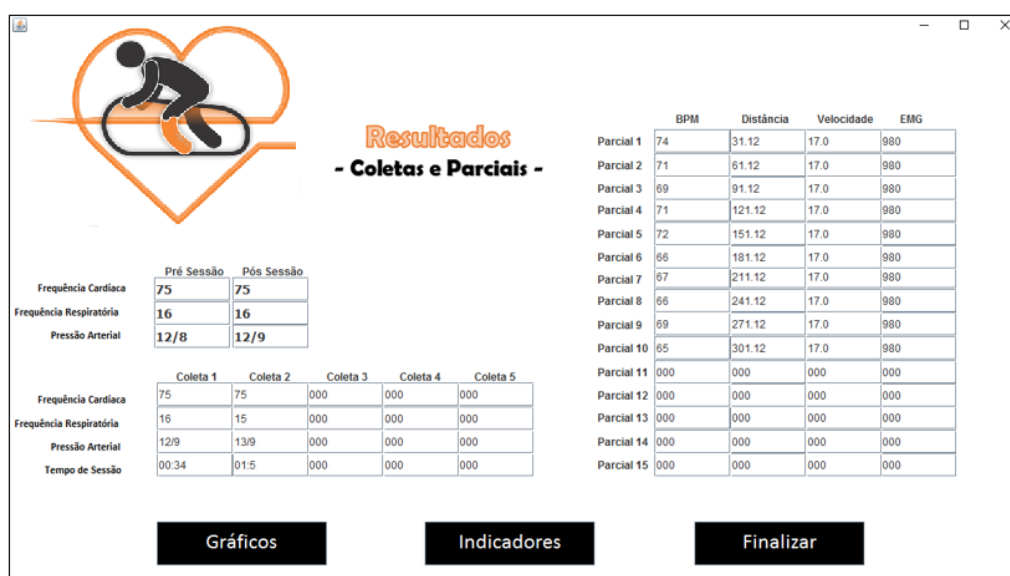 Resultados
- Coletas e Parciais -
Pré Sessão Pós Sessão
Frequência Cardíaca 75 75
Frequência Respiratória 16 16
Pressão Arterial 12/8 12/9
Coleta 1 Coleta 2 Coleta 3 Coleta 4 Coleta 5
Frequência Cardíaca 75 75 000 000 000
Frequência Respiratória 16 15 000 000 000
Pressão Arterial 12/9 13/9 000 000 000
Tempo de Sessão 00:34 01:5 000 000 000
BPM Distância Velocidade EMG
Parcial 1 74 31.12 17.0 980
Parcial 2 71 61.12 17.0 980
Parcial 3 69 91.12 17.0 980
Parcial 4 71 121.12 17.0 980
Parcial 5 72 151.12 17.0 980
Parcial 6 66 181.12 17.0 980
Parcial 7 67 211.12 17.0 980
Parcial 8 66 241.12 17.0 980
Parcial 9 69 271.12 17.0 980
Parcial 10 65 301.12 17.0 980
Parcial 11 000 000 000 000
Parcial 12 000 000 000 000
Parcial 13 000 000 000 000
Parcial 14 000 000 000 000
Parcial 15 000 000 000 000
Gráficos Indicadores Finalizar